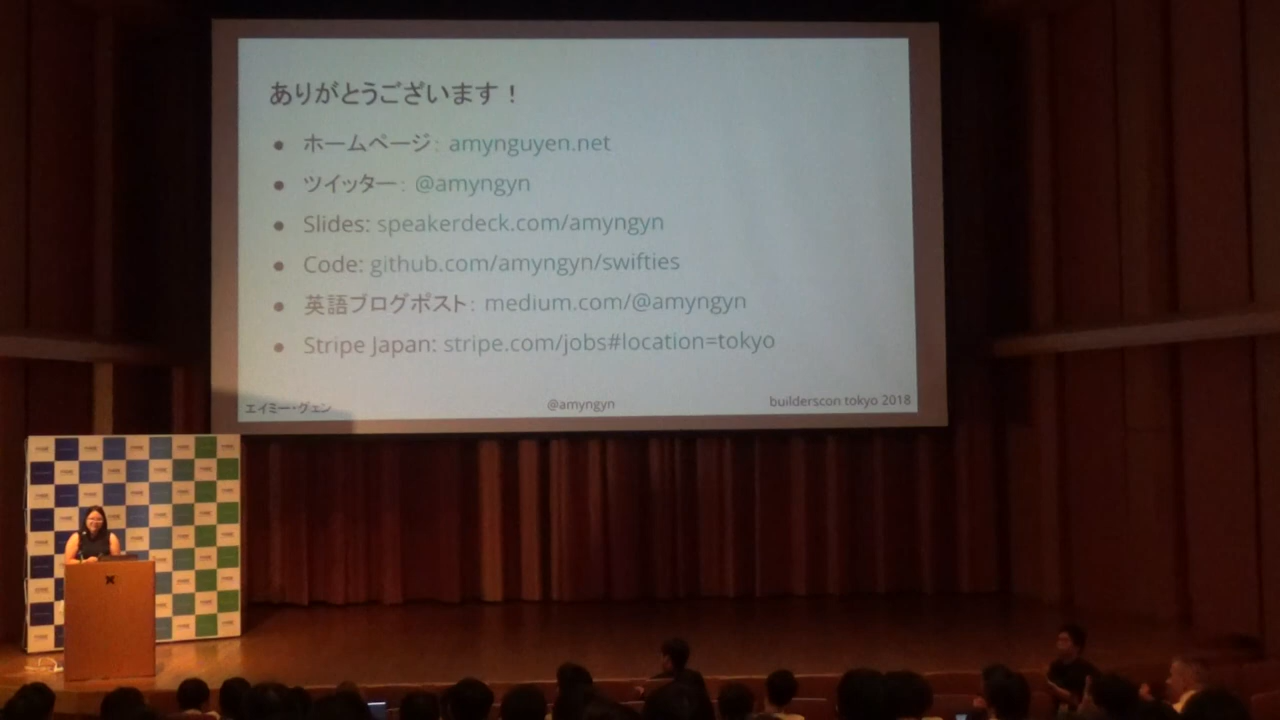 ありがとうございます！
● ホームページ: amynguyen.net
● ツイッター: @amyngyn
● Slides: speakerdeck.com/amyngyn
● Code: github.com/amyngyn/swifties
● 英語ブログポスト: medium.com/@amyngyn
● Stripe Japan: stripe.com/jobs#location=tokyo
エイミー・グェン
@amyngyn
builderscon tokyo 2018